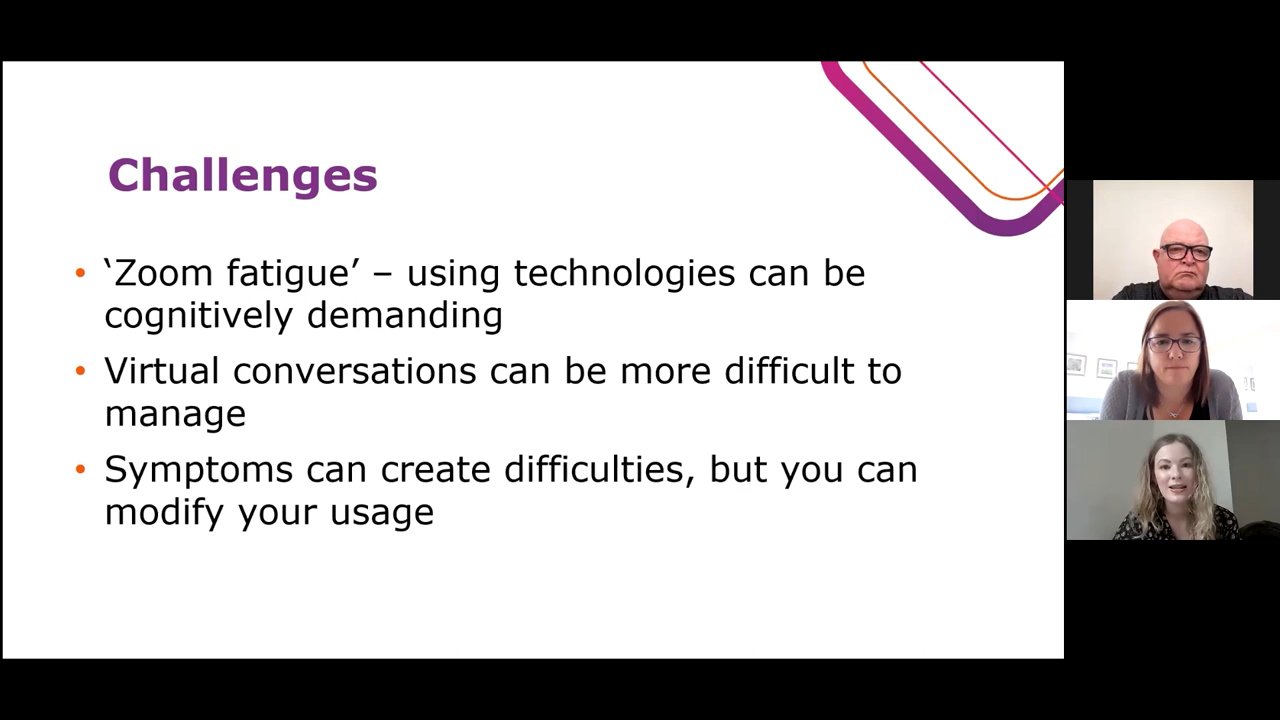 Challenges
• ‘Zoom fatigue’ – using technologies can be
cognitively demanding
• Virtual conversations can be more difficult to
manage
• Symptoms can create difficulties, but you can
modify your usage